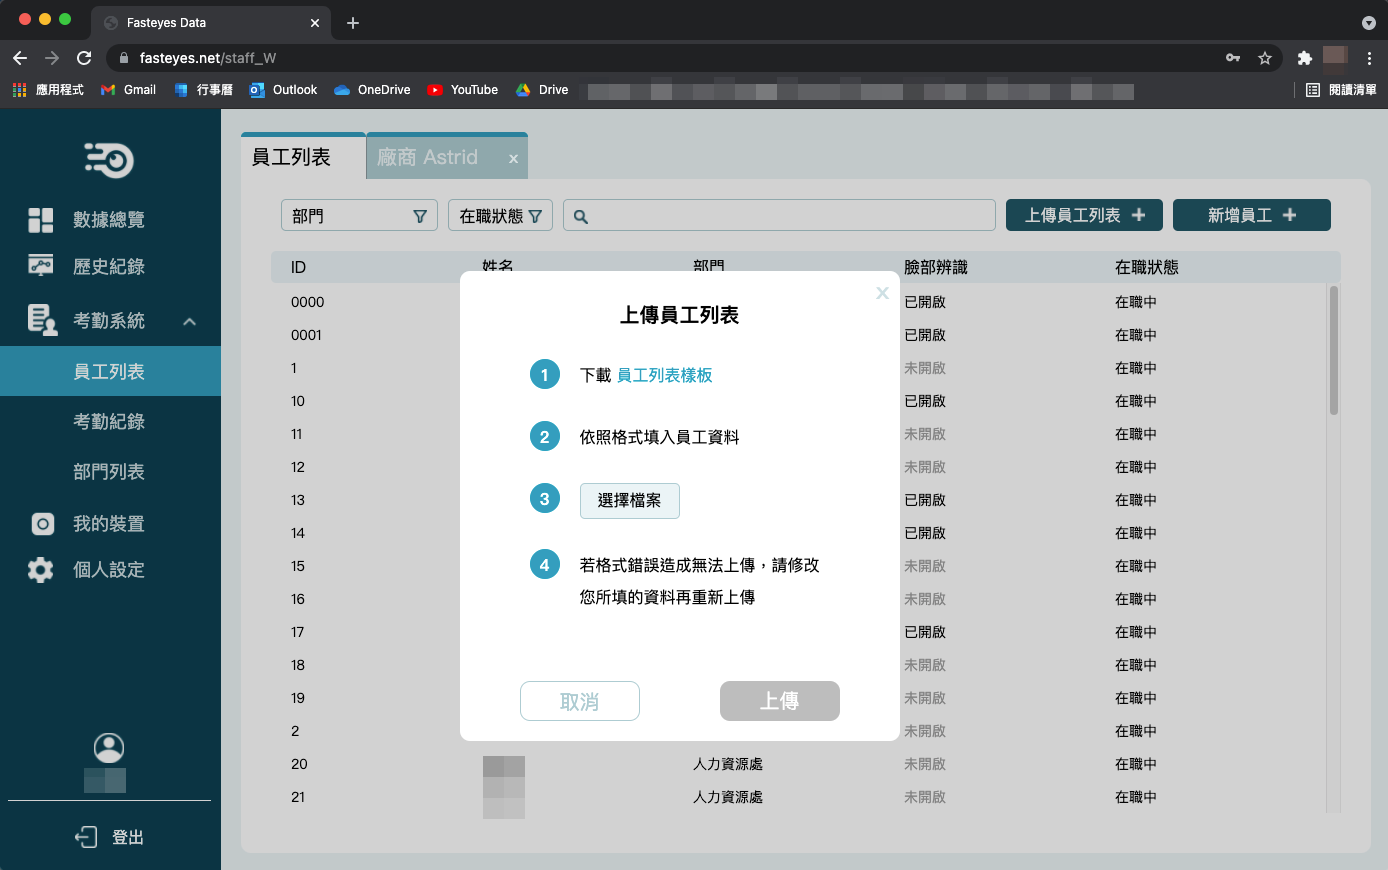 Fasteyes Data
fasteyes.net/staff_W
應用程式 Gmail 行事曆 Outlook OneDrive YouTube Drive 閱讀清單
員工列表 廠商 Astrid x
數據總覽
歷史紀錄
考勤系統
員工列表
考勤紀錄
部門列表
我的裝置
個人設定
登出
部門 在職狀態 上傳員工列表 + 新增員工 +
ID 姓名 部門 臉部辨識 在職狀態
0000 已開啟 在職中
0001 已開啟 在職中
1 未開啟 在職中
10 已開啟 在職中
11 未開啟 在職中
12 未開啟 在職中
13 已開啟 在職中
14 已開啟 在職中
15 未開啟 在職中
16 未開啟 在職中
17 已開啟 在職中
18 未開啟 在職中
19 未開啟 在職中
2 未開啟 在職中
20 人力資源處 未開啟 在職中
21 人力資源處 未開啟 在職中
X
上傳員工列表
1 下載 員工列表樣板
2 依照格式填入員工資料
3 選擇檔案
4 若格式錯誤造成無法上傳，請修改
您所填的資料再重新上傳
取消 上傳